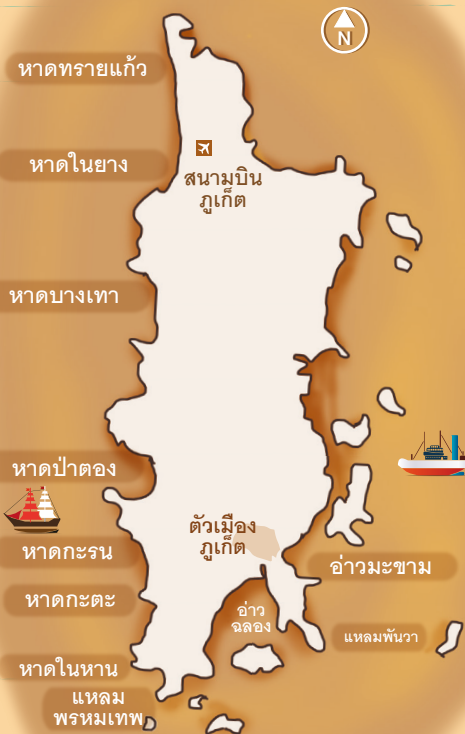 N
หาดทรายแก้ว
หาดในยาง
สนามบิน
ภูเก็ต
หาดบางเทา
หาดป่าตอง
ตัวเมือง
ภูเก็ต
หาดกะรน
อ่าวมะขาม
หาดกะตะ
อ่าว
ฉลอง
แหลมพันวา
หาดในหาน
แหลม
พรหมเทพ